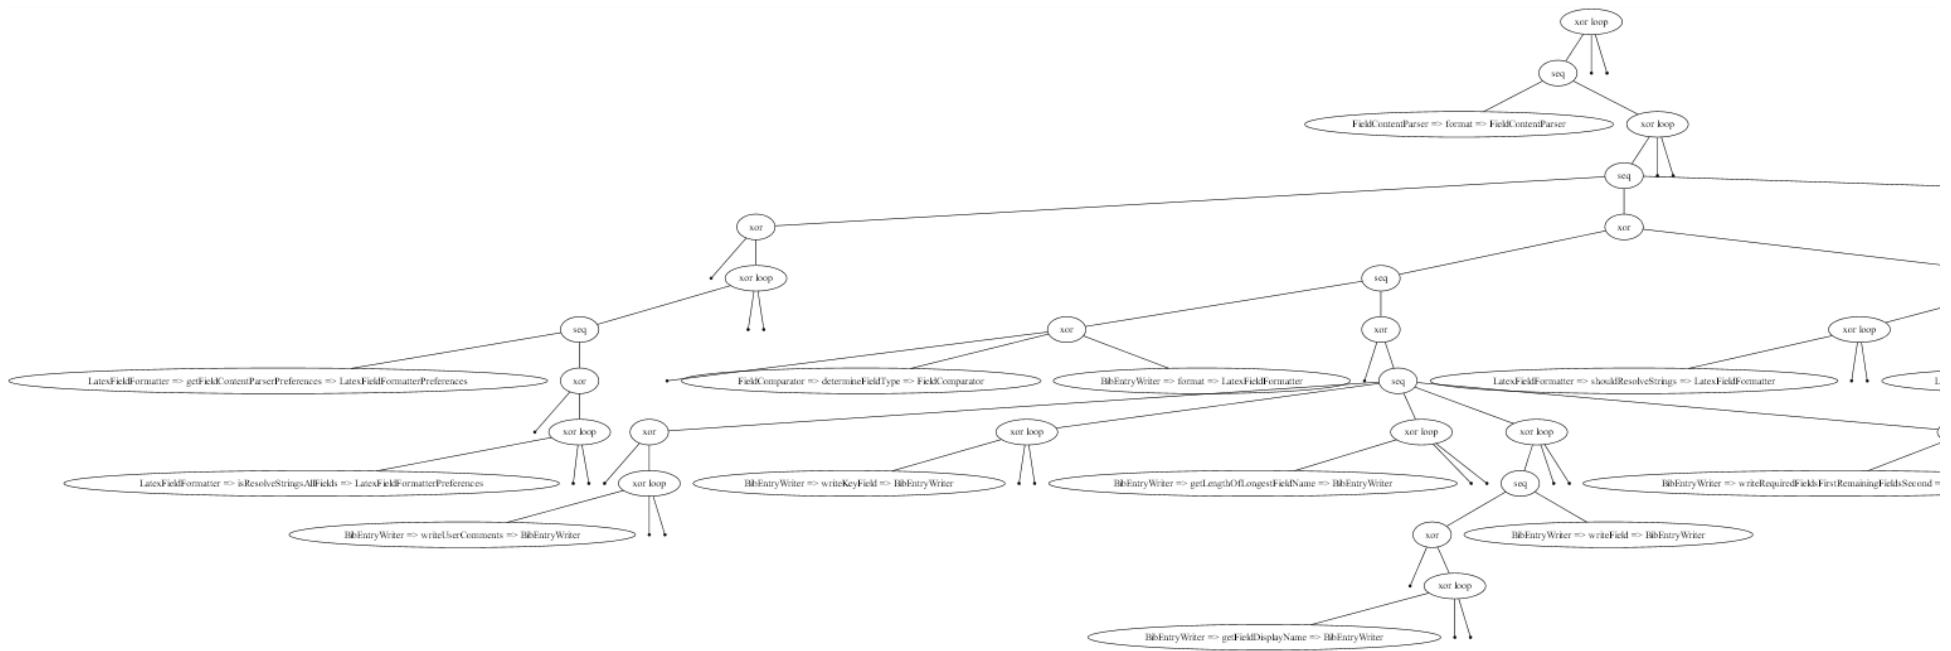 xor loop
seq
FieldContentParser => format => FieldContentParser
xor loop
seq
xor
xor
xor loop
seq
seq
xor
xor
xor loop
LatexFieldFormatter => getFieldContentParserPreferences => LatexFieldFormatterPreferences
xor
FieldComparator => determineFieldType => FieldComparator
BibEntryWriter => format => LatexFieldFormatter
seq
LatexFieldFormatter => shouldResolveStrings => LatexFieldFormatter
L
xor loop
xor
xor loop
xor loop
xor loop
LatexFieldFormatter => isResolveStringsAllFields => LatexFieldFormatterPreferences
xor loop
BibEntryWriter => writeKeyField => BibEntryWriter
BibEntryWriter => getLengthOfLongestFieldName => BibEntryWriter
seq
BibEntryWriter => writeRequiredFieldsFirstRemainingFieldsSecond =
BibEntryWriter => writeUserComments => BibEntryWriter
xor
BibEntryWriter => writeField => BibEntryWriter
xor loop
BibEntryWriter => getFieldDisplayName => BibEntryWriter